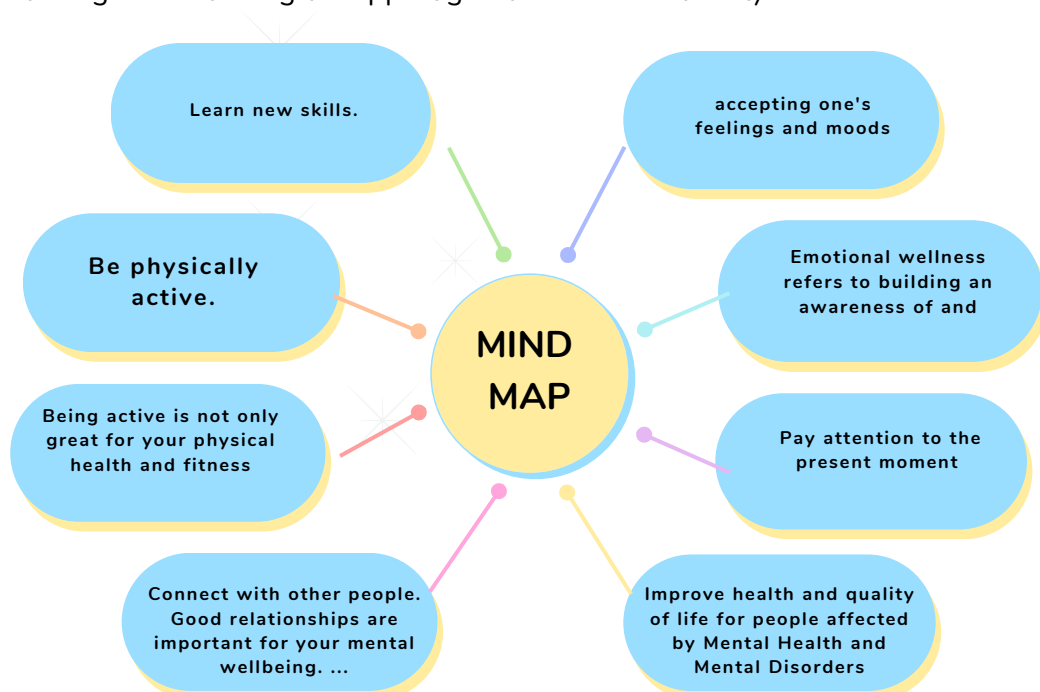 Learn new skills.
accepting one's
feelings and moods
Be physically
active.
Emotional wellness
refers to building an
awareness of and
MIND
MAP
Being active is not only
great for your physical
health and fitness
Pay attention to the
present moment
Connect with other people.
Good relationships are
important for your mental
wellbeing. ...
Improve health and quality
of life for people affected
by Mental Health and
Mental Disorders